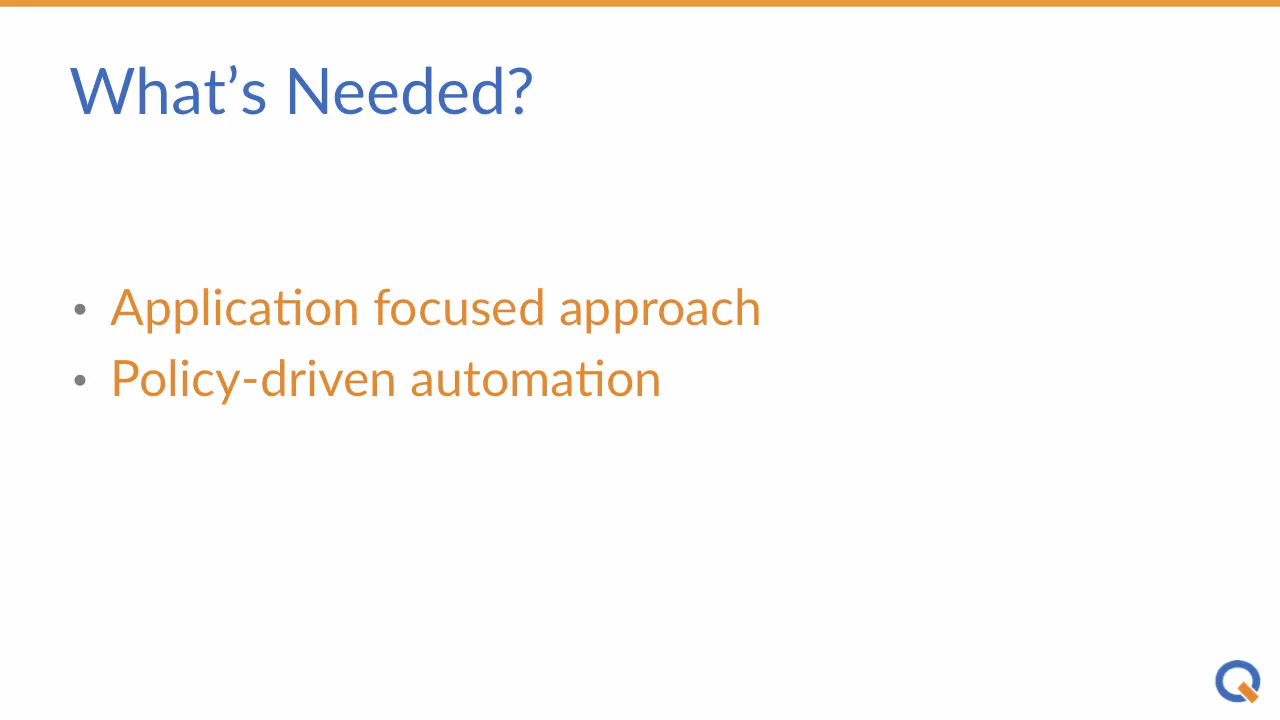 What’s Needed?
• Application focused approach
• Policy-driven automation